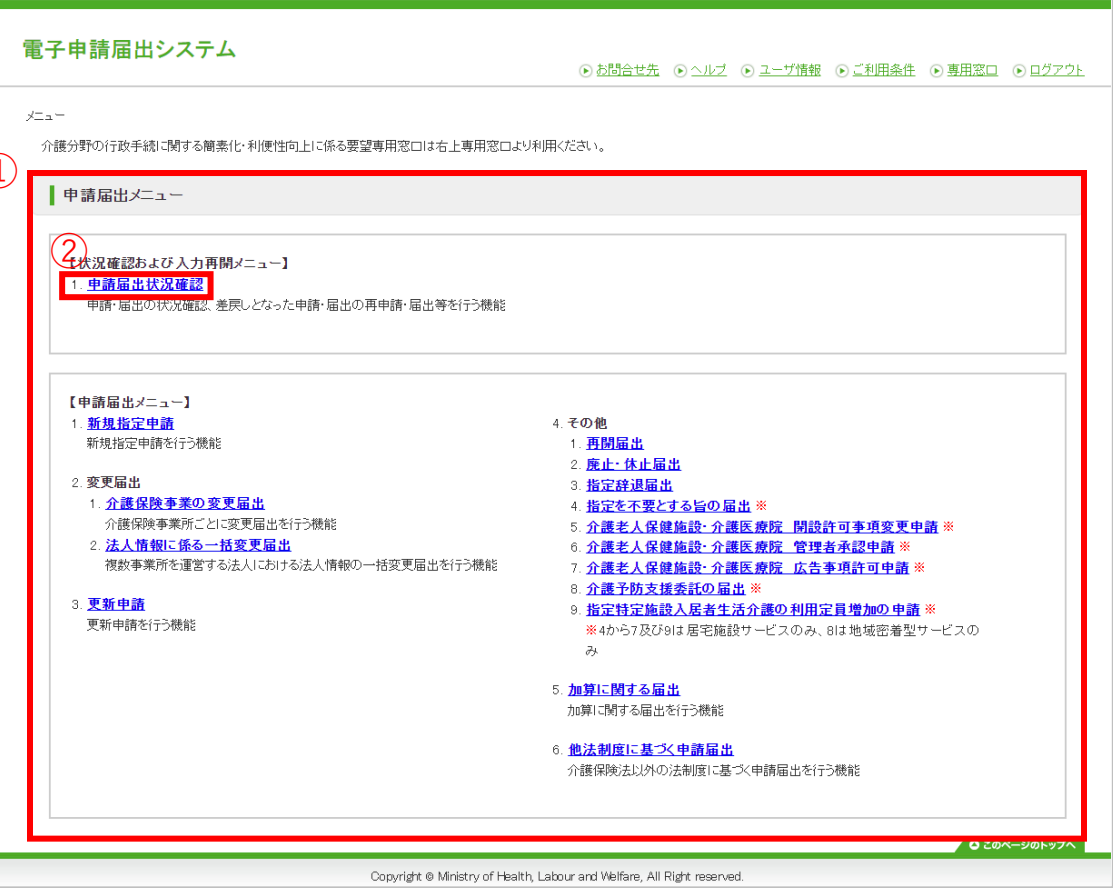 電子申請届出システム
お問合せ先 ヘルプ ユーザ情報 ご利用条件 専用窓口 ログアウト
メニュー
介護分野の行政手続に関する簡素化・利便性向上に係る要望専用窓口は右上専用窓口より利用ください。
①
申請届出メニュー
②
【状況確認および入力再開メニュー】
1. 申請届出状況確認
申請・届出の状況確認、差戻しとなった申請・届出の再申請・届出等を行う機能
【申請届出メニュー】
1. 新規指定申請
新規指定申請を行う機能
2. 変更届出
1. 介護保険事業の変更届出
介護保険事業所ごとに変更届出を行う機能
2. 法人情報に係る一括変更届出
複数事業所を運営する法人における法人情報の一括変更届出を行う機能
3. 更新申請
更新申請を行う機能
4. その他
1. 再開届出
2. 廃止・休止届出
3. 指定辞退届出
4. 指定を不要とする旨の届出 ※
5. 介護老人保健施設・介護医療院 開設許可事項変更申請 ※
6. 介護老人保健施設・介護医療院 管理者承認申請 ※
7. 介護老人保健施設・介護医療院 広告事項許可申請 ※
8. 介護予防支援委託の届出 ※
9. 指定特定施設入居者生活介護の利用定員増加の申請 ※
※4から7及び9は居宅施設サービスのみ、8は地域密着型サービスの
み
5. 加算に関する届出
加算に関する届出を行う機能
6. 他法制度に基づく申請届出
介護保険法以外の法制度に基づく申請届出を行う機能
このページのトップへ
Copyright © Ministry of Health, Labour and Welfare, All Right reserved.